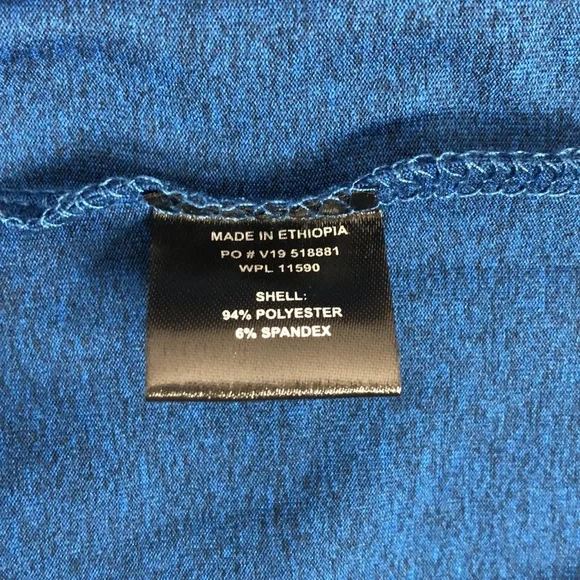 MADE IN ETHIOPIA
PO # V19 518881
WPL 11590
SHELL:
94% POLYESTER
6% SPANDEX